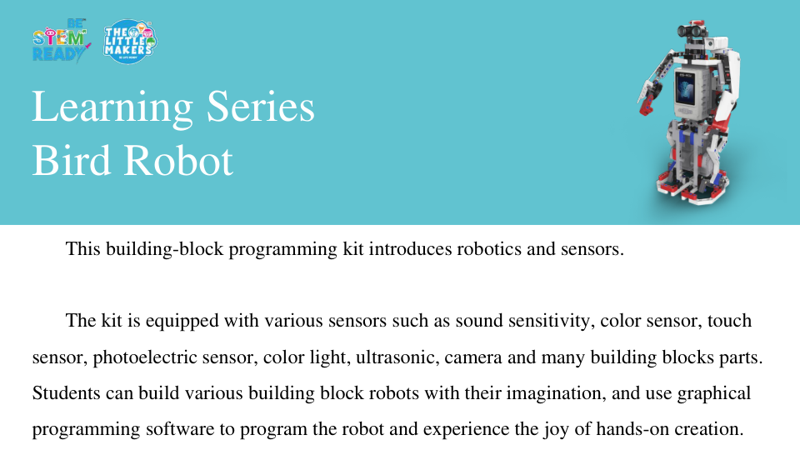 BE
STEM
READY
THE
LITTLE
MAKERS
Learning Series
Bird Robot
This building-block programming kit introduces robotics and sensors.
The kit is equipped with various sensors such as sound sensitivity, color sensor, touch
sensor, photoelectric sensor, color light, ultrasonic, camera and many building blocks parts.
Students can build various building block robots with their imagination, and use graphical
programming software to program the robot and experience the joy of hands-on creation.